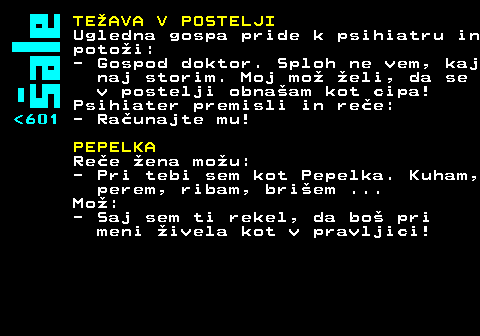 šale
<601
TEŽAVA V POSTELJI
Ugledna gospa pride k psihiatru in
potoži:
- Gospod doktor. Sploh ne vem, kaj
naj storim. Moj mož želi, da se
v postelji obnašam kot cipa!
Psihiater premisli in reče:
- Računajte mu!
PEPELKA
Reče žena možu:
- Pri tebi sem kot Pepelka. Kuham,
perem, ribam, brišem ...
Mož:
- Saj sem ti rekel, da boš pri
meni živela kot v pravljici!